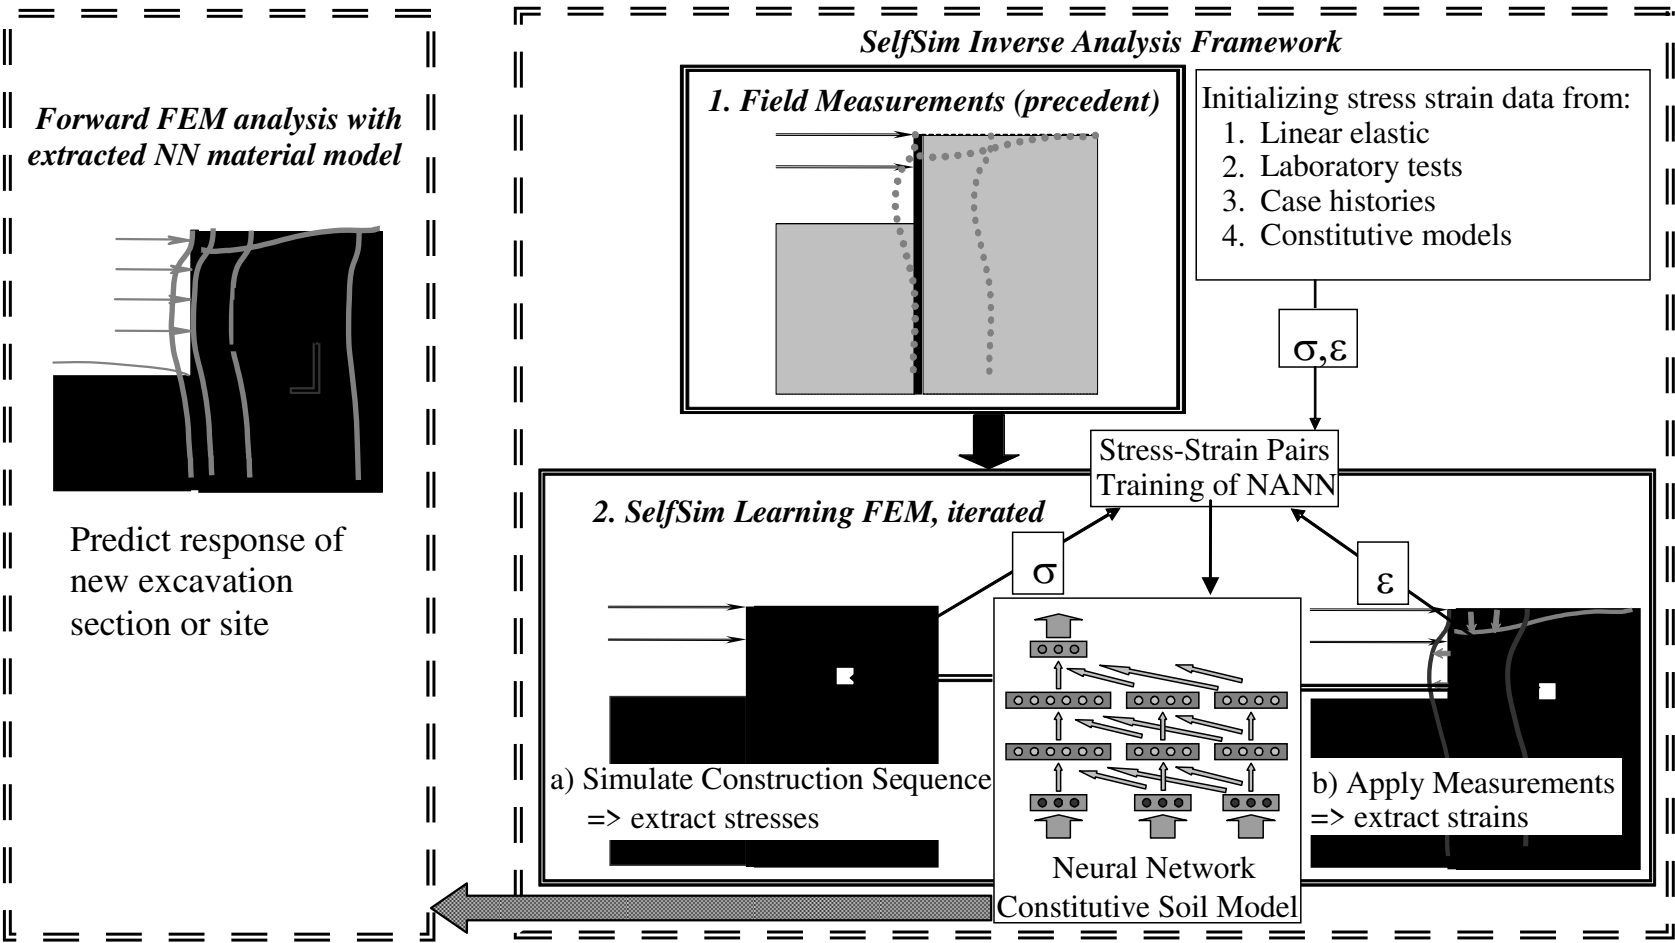 Forward FEM analysis with
extracted NN material model
Predict response of
new excavation
section or site
SelfSim Inverse Analysis Framework
1. Field Measurements (precedent)
Initializing stress strain data from:
1. Linear elastic
2. Laboratory tests
3. Case histories
4. Constitutive models
σ,ε
Stress-Strain Pairs
Training of NANN
2. SelfSim Learning FEM, iterated
σ
ε
a) Simulate Construction Sequence
=> extract stresses
b) Apply Measurements
=> extract strains
Neural Network
Constitutive Soil Model